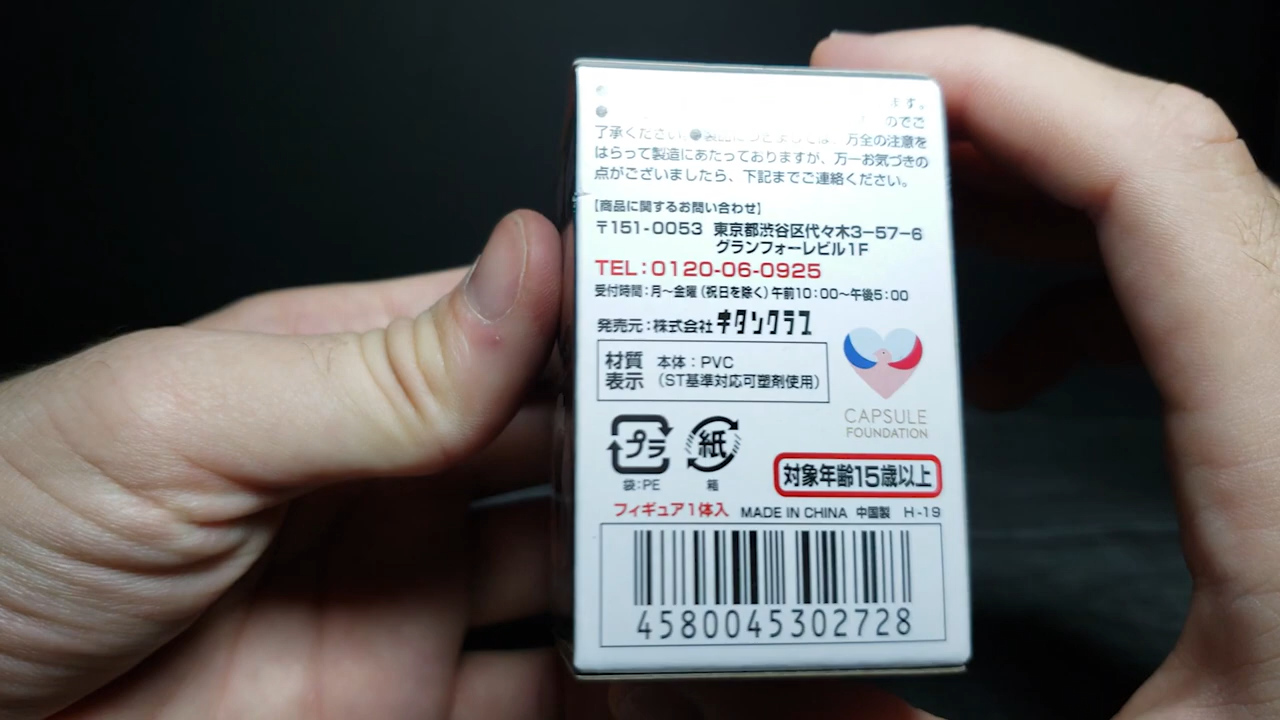 ます。
のでご
了承ください。●製品につきましては、万全の注意を
はらって製造にあたっておりますが、万一お気づきの
点がございましたら、下記までご連絡ください。
【商品に関するお問い合わせ】
〒151-0053 東京都渋谷区代々木3-57-6
グランフォーレビル1F
TEL:0120-06-0925
受付時間:月〜金曜(祝日を除く)午前10:00〜午後5:00
発売元:株式会社キタンクラブ
材質
表示
本体:PVC
(ST基準対応可塑剤使用)
CAPSULE
FOUNDATION
プラ
袋:PE
紙
箱
対象年齢15歳以上
フィギュア1体入 MADE IN CHINA 中国製 H-19
4580045302728